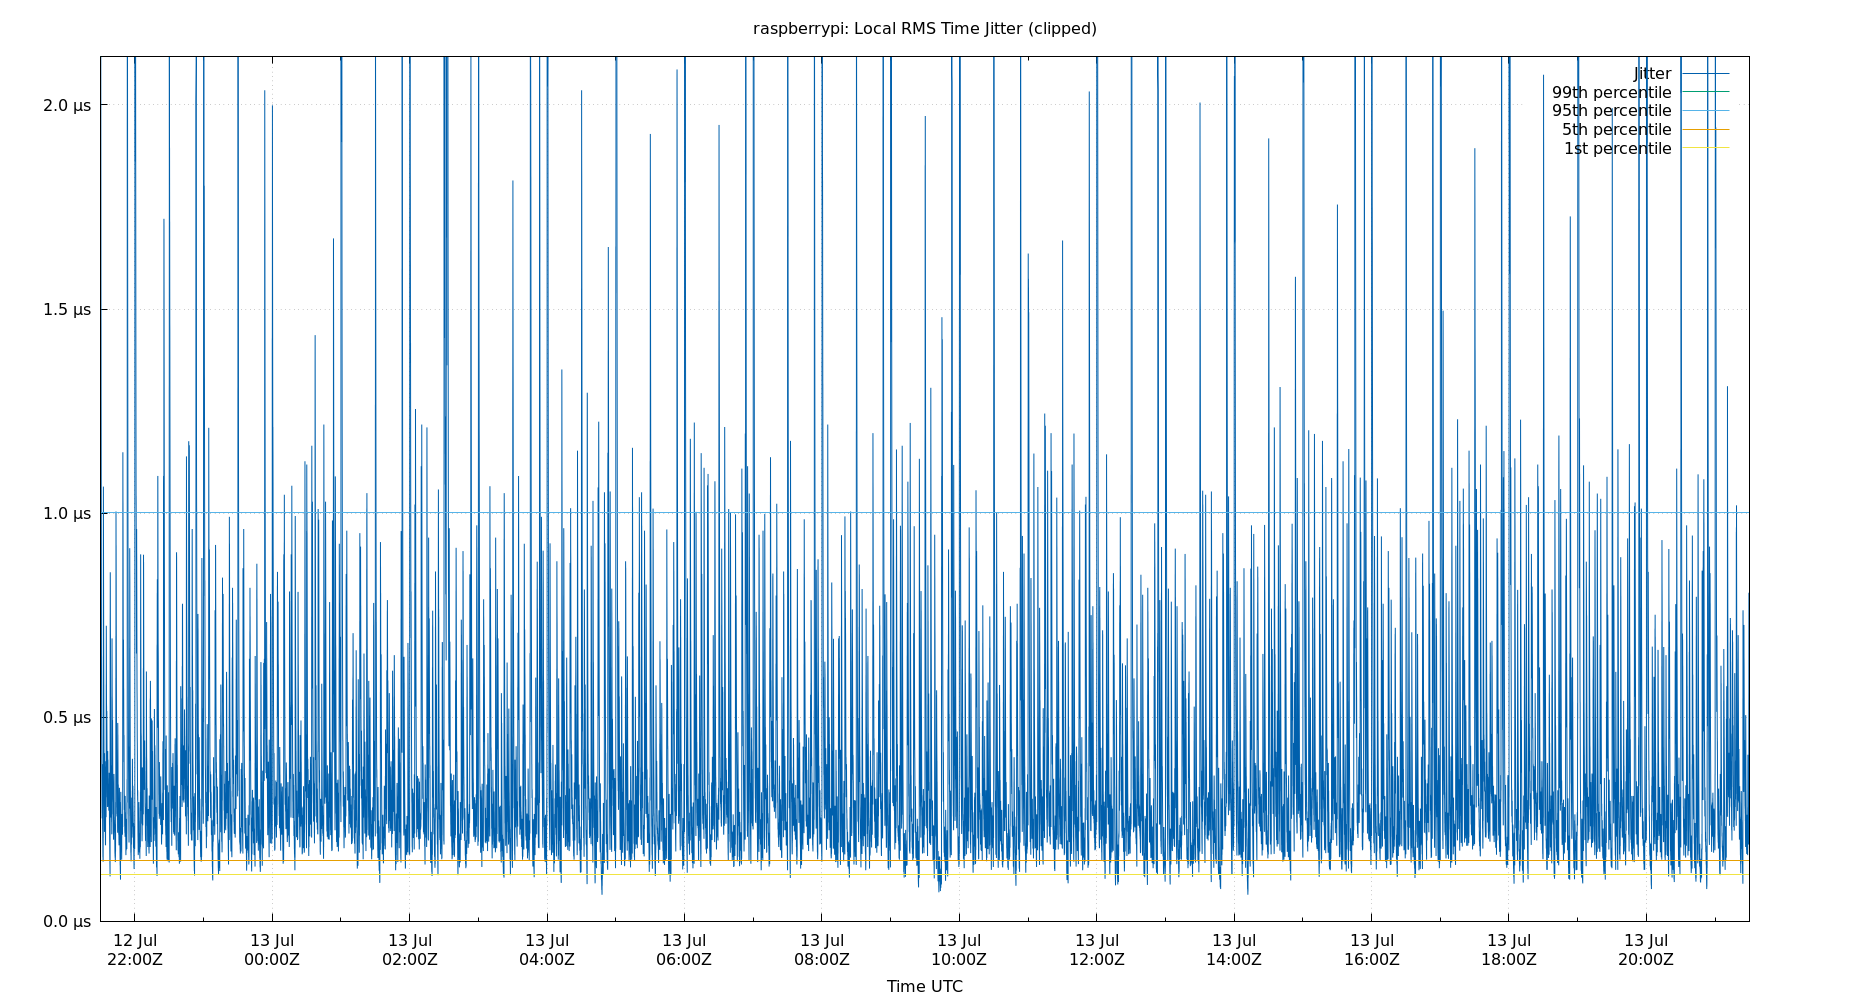 raspberrypi: Local RMS Time Jitter (clipped)
Jitter
99th percentile
95th percentile
5th percentile
1st percentile
2.0 µs
1.5 µs
1.0 µs
0.5 µs
0.0 µs
12 Jul 13 Jul 13 Jul 13 Jul 13 Jul 13 Jul 13 Jul 13 Jul 13 Jul 13 Jul 13 Jul 13 Jul
22:00Z 00:00Z 02:00Z 04:00Z 06:00Z 08:00Z 10:00Z 12:00Z 14:00Z 16:00Z 18:00Z 20:00Z
Time UTC